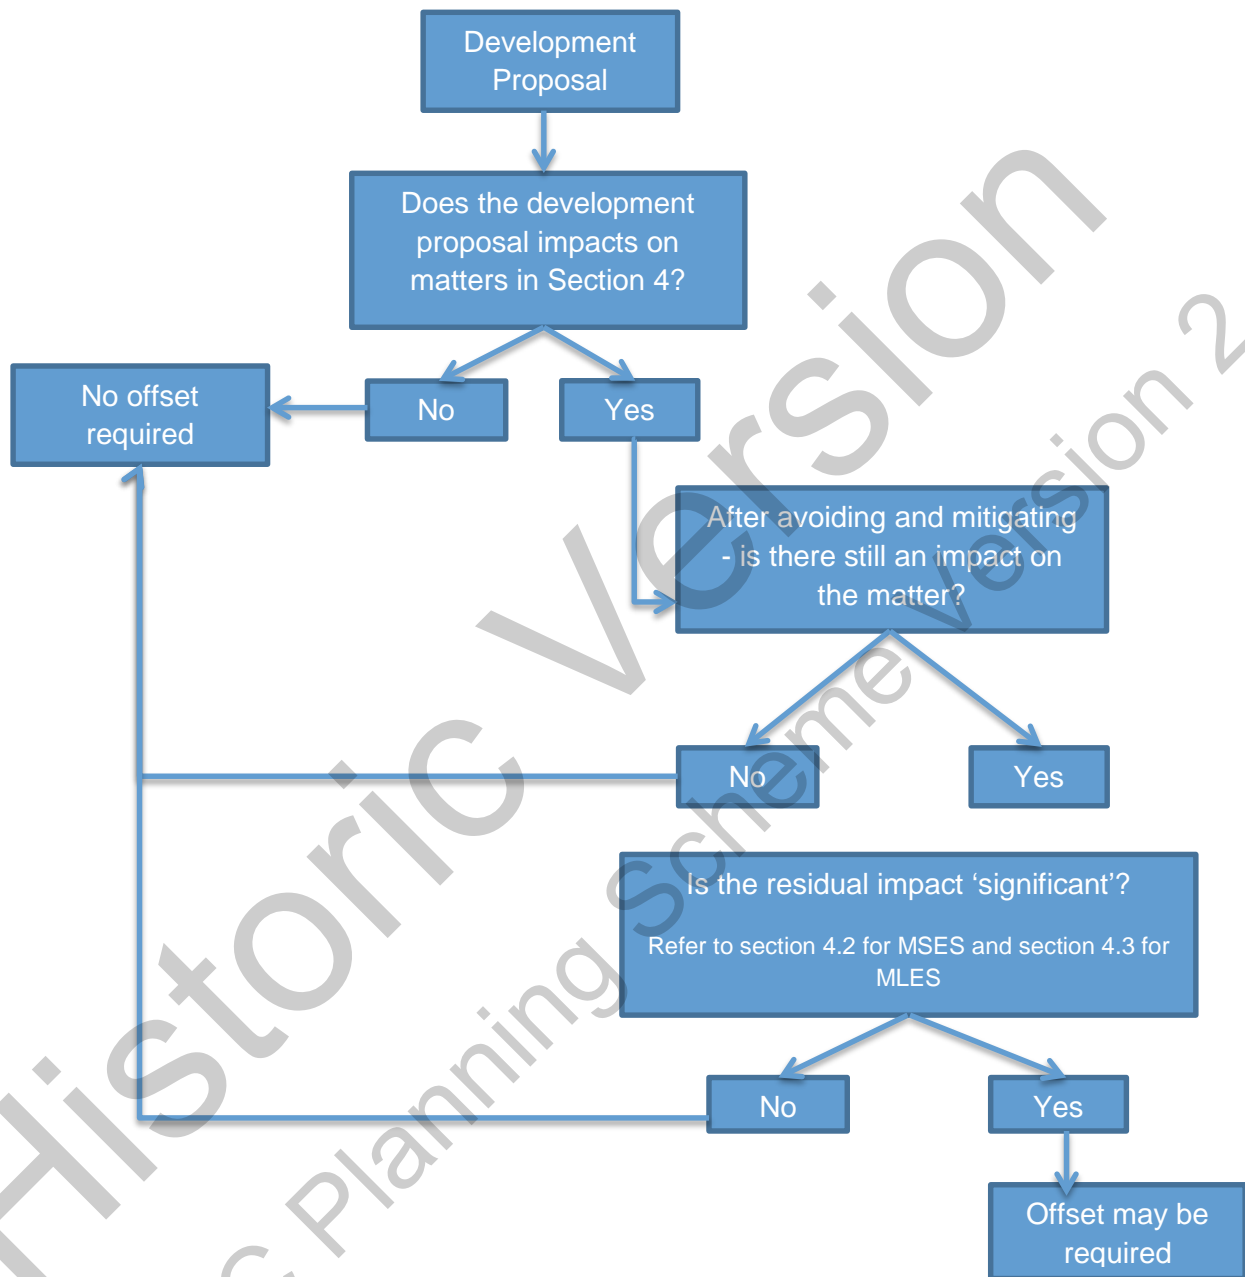 Development
Proposal
Does the development
proposal impacts on
matters in Section 4?
No offset
required
No
Yes
After avoiding and mitigating
- is there still an impact on
the matter?
No
Yes
Is the residual impact ‘significant’?
Refer to section 4.2 for MSES and section 4.3 for
MLES
No
Yes
Offset may be
required
Historic Version
Planning Scheme Version 2